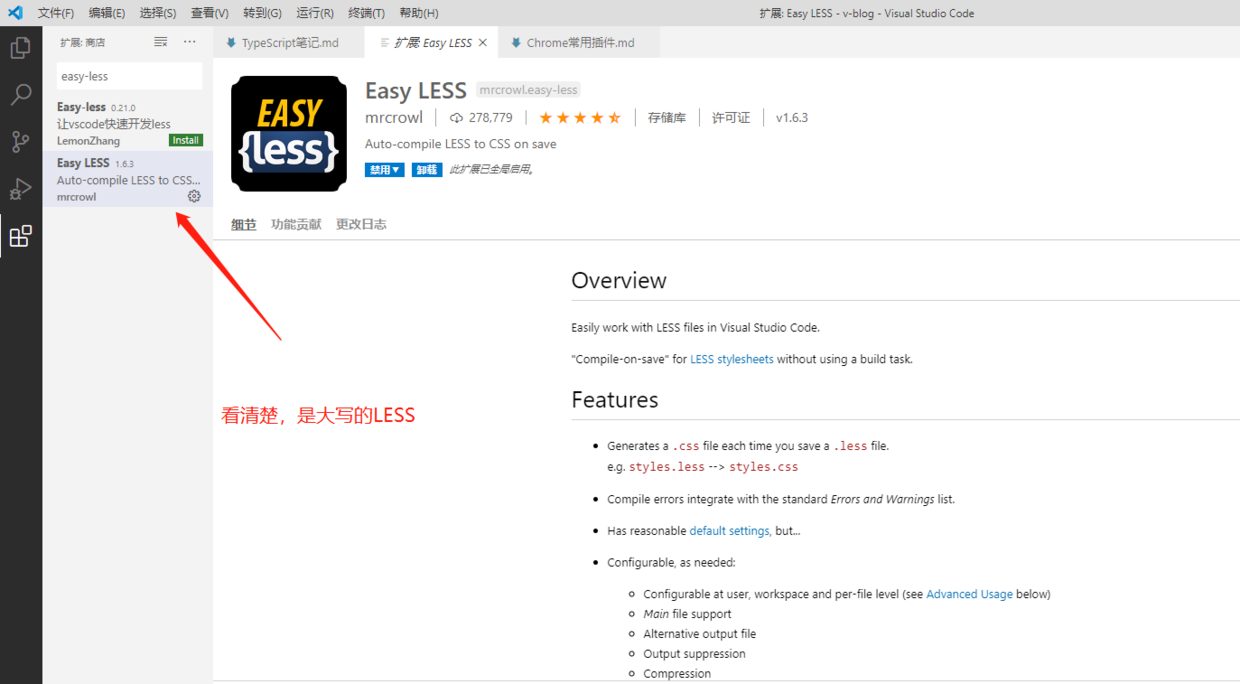 文件(F) 编辑(E) 选择(S) 查看(V) 转到(G) 运行(R) 终端(T) 帮助(H) 扩展: Easy LESS - v-blog - Visual Studio Code
扩展: 商店 ···
TypeScript笔记.md 扩展: Easy LESS × Chrome常用插件.md
easy-less
Easy-less 0.21.0
让vscode快速开发less
LemonZhang Install
Easy LESS 1.6.3
Auto-compile LESS to CSS...
mrcrowl
EASY
{less}
Easy LESS mrcrowl.easy-less
mrcrowl 278,779 存储库 许可证 v1.6.3
Auto-compile LESS to CSS on save
禁用▼ 卸载 此扩展已全局启用。
细节 功能贡献 更改日志
Overview
Easily work with LESS files in Visual Studio Code.
"Compile-on-save" for LESS stylesheets without using a build task.
看清楚，是大写的LESS
Features
• Generates a .css file each time you save a .less file.
e.g. styles.less --> styles.css
• Compile errors integrate with the standard Errors and Warnings list.
• Has reasonable default settings, but...
• Configurable, as needed:
Configurable at user, workspace and per-file level (see Advanced Usage below)
Main file support
Alternative output file
Output suppression
Compression